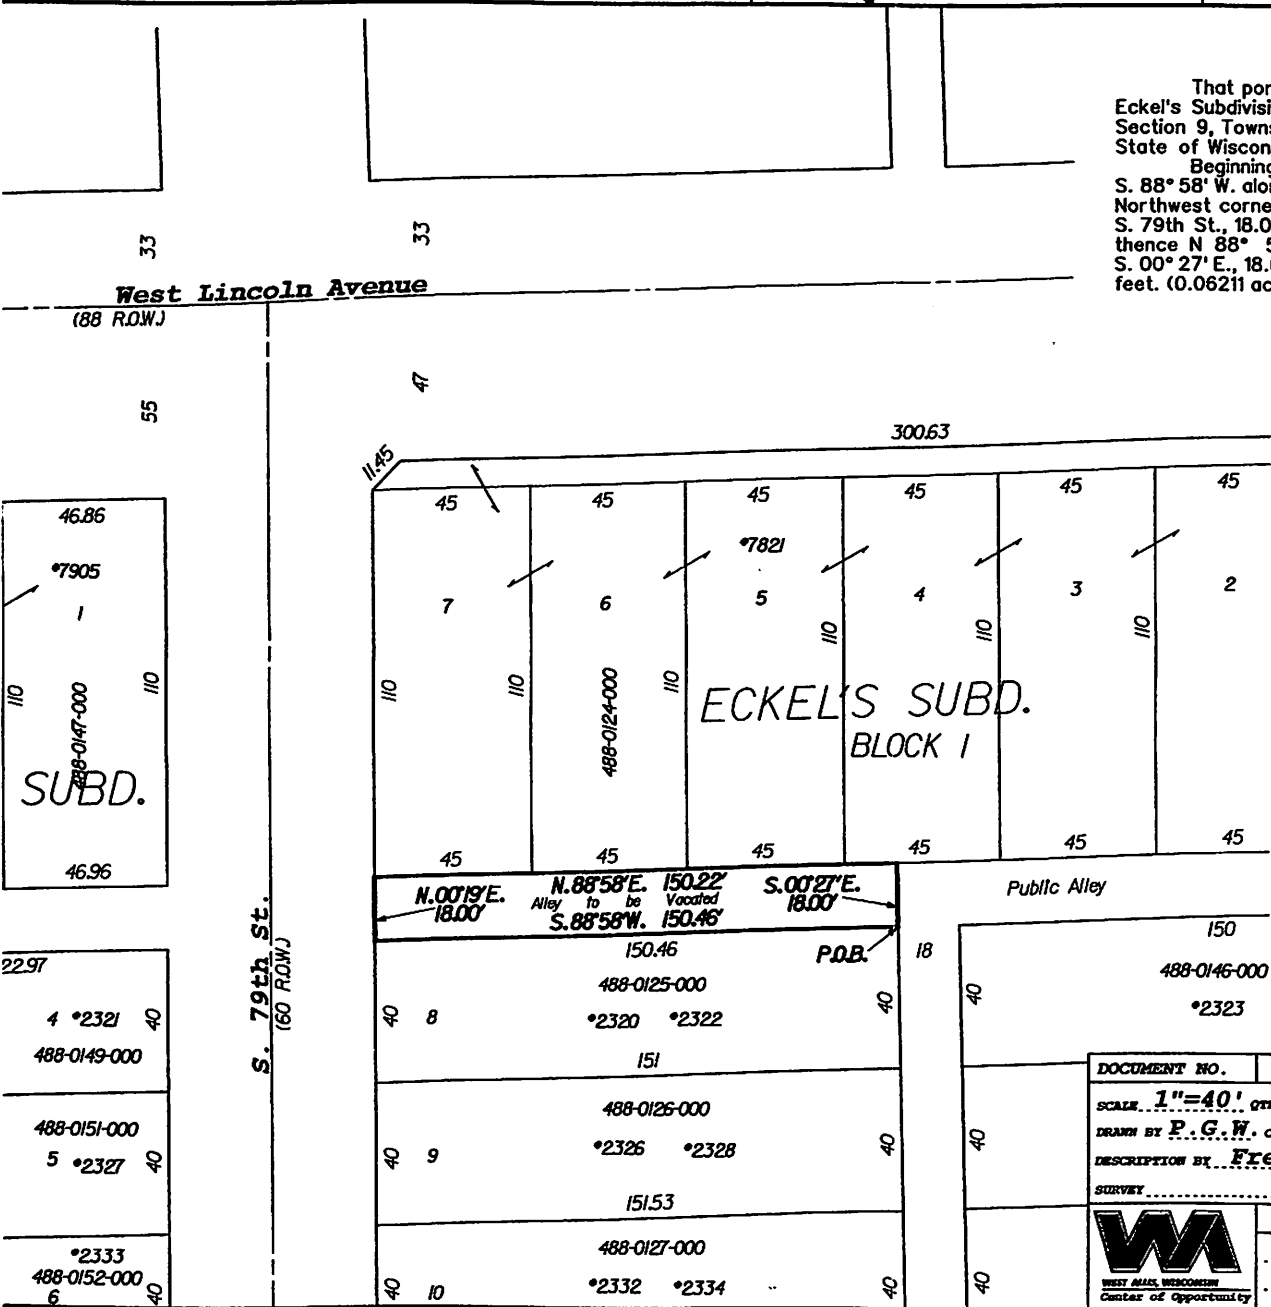 That por
Eckel's Subdivisi
Section 9, Towns
State of Wiscon
Beginning
S. 88° 58' W. alo
Northwest corne
S. 79th St., 18.0
thence N 88° 5
S. 00° 27' E., 18.
feet. (0.06211 ac
33
33
West Lincoln Avenue
(88 R.O.W.)
55
47
300.63
11.45
46.86
45
45
45
45
45
45
•7905
•7821
1
7
6
5
4
3
2
110
110
110
110
110
110
110
110
488-0147-000
488-0124-000
ECKEL'S SUBD.
BLOCK 1
SUBD.
46.96
45
45
45
45
45
45
N.00°19'E.
18.00'
N.88°58'E. 150.22'
Alley to be Vacated
S.88°58'W. 150.46'
S.00°27'E.
18.00'
Public Alley
P.O.B.
S. 79th St.
(60 R.O.W.)
22.97
150.46
18
150
488-0125-000
488-0146-000
4 •2321 40
40 8
•2320 •2322
40
40
•2323
488-0149-000
151
488-0151-000
488-0126-000
5 •2327 40
40 9
•2326 •2328
40
40
151.53
•2333
488-0152-000
6
40
488-0127-000
40 10
•2332 •2334
40
40
DOCUMENT NO.
SCALE 1"=40'
DRAWN BY P.G.W.
DESCRIPTION BY Fre
SURVEY
WA
WEST ALLIS, WISCONSIN
Center of Opportunity